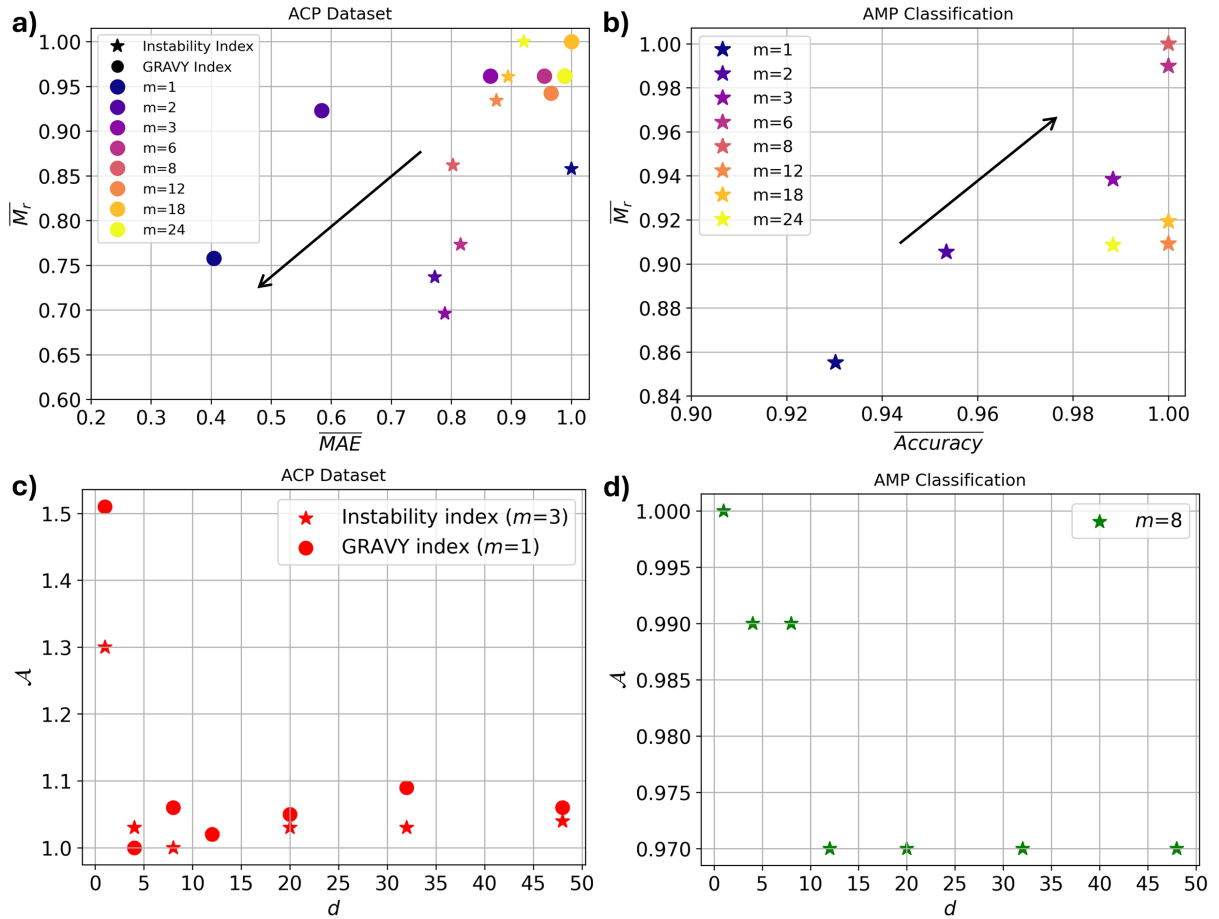 a)
ACP Dataset
Instability Index
GRAVY Index
m=1
m=2
m=3
m=6
m=8
m=12
m=18
m=24
1.00
0.95
0.90
0.85
0.80
0.75
0.70
0.65
0.60
M̅ᵣ
0.2 0.3 0.4 0.5 0.6 0.7 0.8 0.9 1.0
M̅A̅E̅
b)
AMP Classification
m=1
m=2
m=3
m=6
m=8
m=12
m=18
m=24
1.00
0.98
0.96
0.94
0.92
0.90
0.88
0.86
0.84
M̅ᵣ
0.90 0.92 0.94 0.96 0.98 1.00
A̅c̅c̅u̅r̅a̅c̅y̅
c)
ACP Dataset
Instability index (m=3)
GRAVY index (m=1)
1.5
1.4
1.3
1.2
1.1
1.0
𝒜
0 5 10 15 20 25 30 35 40 45 50
d
d)
AMP Classification
m=8
1.000
0.995
0.990
0.985
0.980
0.975
0.970
𝒜
0 5 10 15 20 25 30 35 40 45 50
d